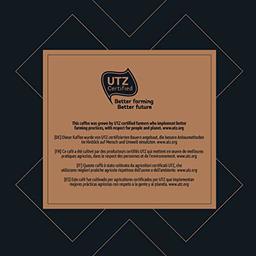 UTZ
Certified
Better farming
Better future
This coffee was grown by UTZ certified farmers who implement better
farming practices, with respect for people and planet. www.utz.org
[DE] Dieser Kaffee wurde von UTZ-zertifizierten Bauern angebaut, die bessere Anbaumethoden
im Hinblick auf Mensch und Umwelt einsetzen. www.utz.org
[FR] Ce café a été cultivé par des producteurs certifiés UTZ qui mettent en œuvre de meilleures
pratiques agricoles, dans le respect des personnes et de l'environnement. www.utz.org
[IT] Questo caffè è stato coltivato da agricoltori certificati UTZ, che
utilizzano migliori pratiche agricole rispettose dell'uomo e dell'ambiente. www.utz.org
[ES] Este café fue cultivado por agricultores certificados por UTZ que implementan
mejores prácticas agrícolas con respeto a la gente y al planeta. www.utz.org